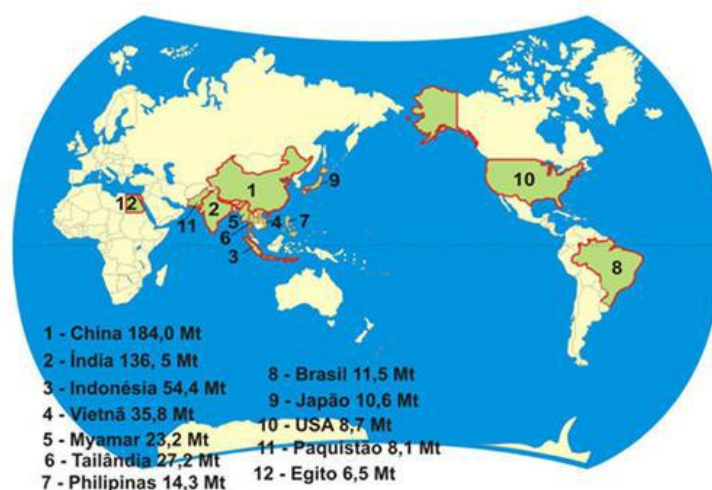 1
2
12
11
5
4
7
6
3
9
10
8
1 - China 184,0 Mt
2 - Índia 136, 5 Mt
3 - Indonésia 54,4 Mt
4 - Vietnã 35,8 Mt
5 - Myamar 23,2 Mt
6 - Tailândia 27,2 Mt
7 - Philipinas 14,3 Mt
8 - Brasil 11,5 Mt
9 - Japão 10,6 Mt
10 - USA 8,7 Mt
11 - Paquistão 8,1 Mt
12 - Egito 6,5 Mt